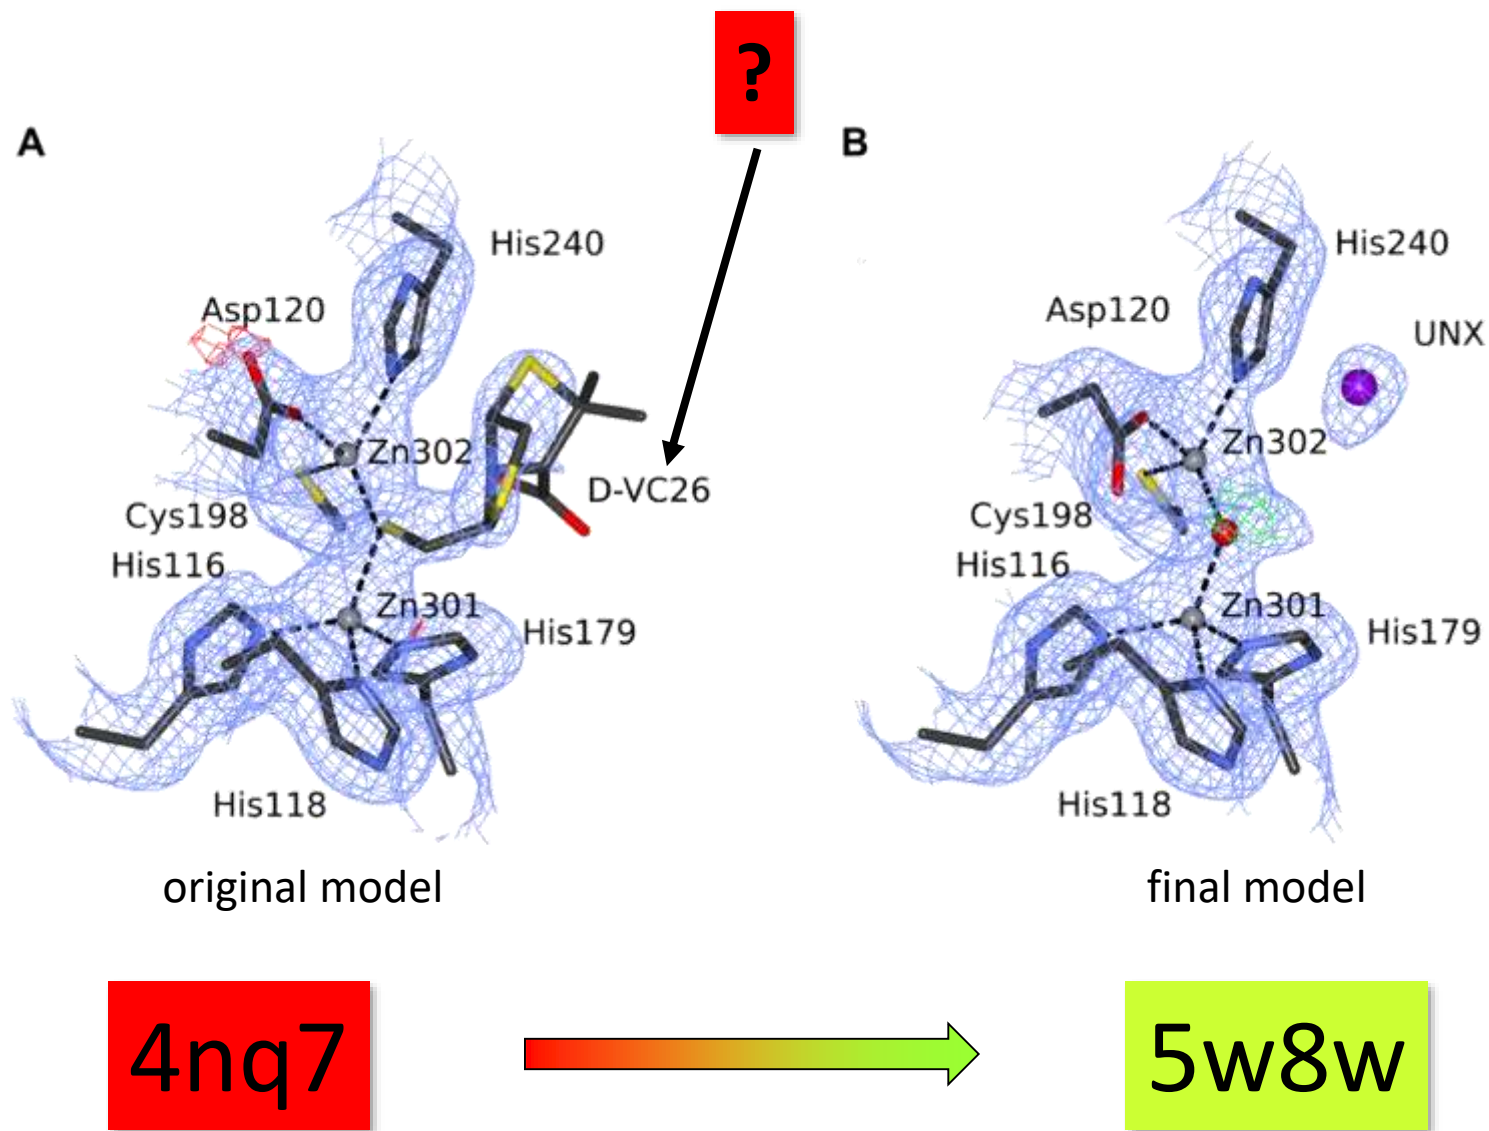 ?
A
B
His240
Asp120
Zn302
D-VC26
Cys198
His116
Zn301
His179
His118
His240
Asp120
UNX
Zn302
Cys198
His116
Zn301
His179
His118
original model
final model
4nq7
5w8w